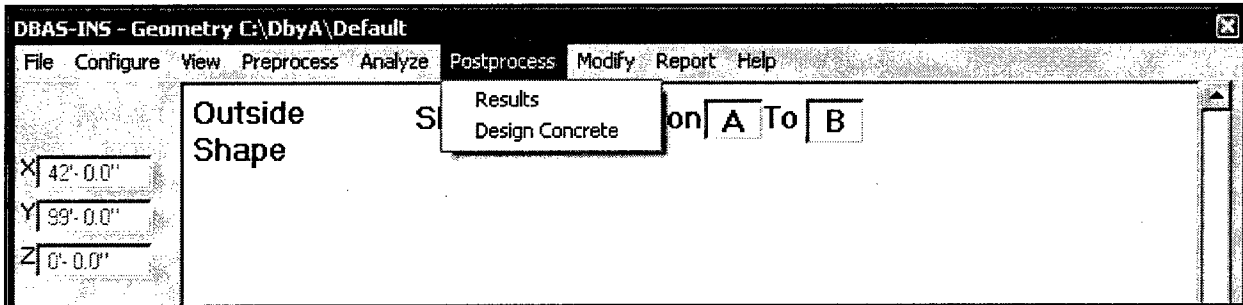 DBAS-INS - Geometry C:\DbyA\Default
File Configure View Preprocess Analyze Postprocess Modify Report Help
Results
Design Concrete
Outside on A To B
Shape
X 42'- 0.0"
Y 99'- 0.0"
Z 0'- 0.0"